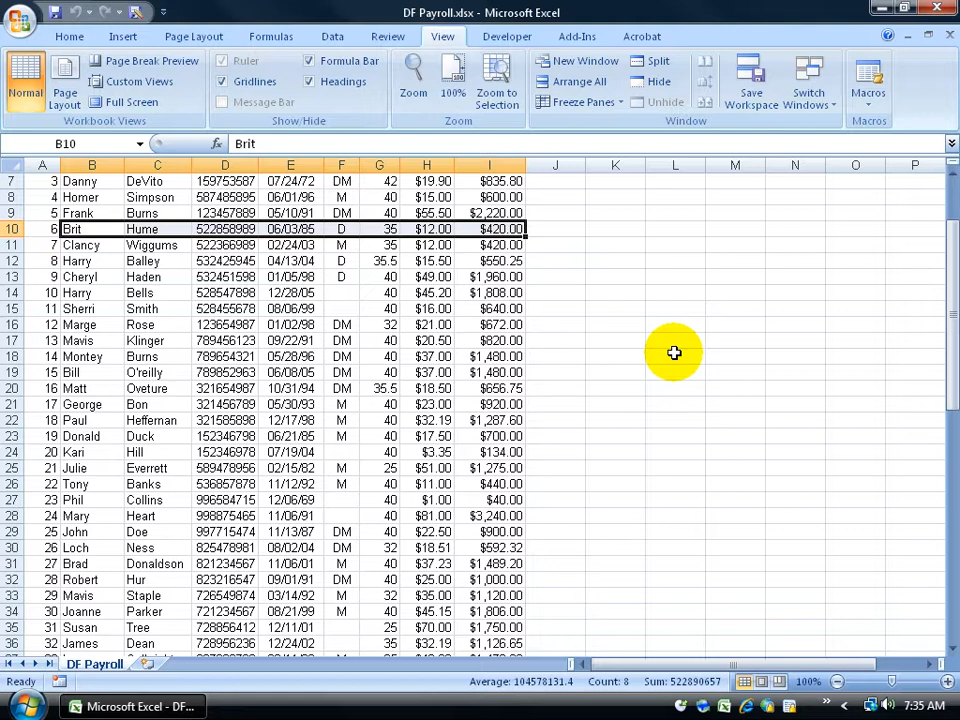 DF Payroll.xlsx - Microsoft Excel
Home Insert Page Layout Formulas Data Review View Developer Add-Ins Acrobat
Normal Page Layout Page Break Preview Custom Views Full Screen
Workbook Views
Ruler Formula Bar
Gridlines Headings
Message Bar
Show/Hide
Zoom 100% Zoom to Selection
Zoom
New Window Split
Arrange All Hide
Freeze Panes Unhide
Save Workspace Switch Windows
Window
Macros
Macros
B10 fx Brit
A B C D E F G H I J K L M N O P
7 3 Danny DeVito 159753587 07/24/72 DM 42 $19.90 $835.80
8 4 Homer Simpson 587485895 06/01/96 M 40 $15.00 $600.00
9 5 Frank Burns 123457889 05/10/91 DM 40 $55.50 $2,220.00
10 6 Brit Hume 522858989 06/03/85 D 35 $12.00 $420.00
11 7 Clancy Wiggums 522366989 02/24/03 M 35 $12.00 $420.00
12 8 Harry Balley 532425945 04/13/04 D 35.5 $15.50 $550.25
13 9 Cheryl Haden 532451598 01/05/98 D 40 $49.00 $1,960.00
14 10 Harry Bells 528547898 12/28/05 40 $45.20 $1,808.00
15 11 Sherri Smith 528455678 08/06/99 40 $16.00 $640.00
16 12 Marge Rose 123654987 01/02/98 DM 32 $21.00 $672.00
17 13 Mavis Klinger 789456123 09/22/91 DM 40 $20.50 $820.00
18 14 Montey Burns 789654321 05/28/96 DM 40 $37.00 $1,480.00
19 15 Bill O'reilly 789852963 06/08/05 DM 40 $37.00 $1,480.00
20 16 Matt Oveture 321654987 10/31/94 DM 35.5 $18.50 $656.75
21 17 George Bon 321456789 05/30/93 M 40 $23.00 $920.00
22 18 Paul Heffernan 321585898 12/17/98 M 40 $32.19 $1,287.60
23 19 Donald Duck 152346798 06/21/85 M 40 $17.50 $700.00
24 20 Kari Hill 152346978 07/19/04 40 $3.35 $134.00
25 21 Julie Everrett 589478956 02/15/82 M 25 $51.00 $1,275.00
26 22 Tony Banks 536857878 11/12/92 M 40 $11.00 $440.00
27 23 Phil Collins 996584715 12/06/69 40 $1.00 $40.00
28 24 Mary Heart 998875465 11/06/91 40 $81.00 $3,240.00
29 25 John Doe 997715474 11/13/87 DM 40 $22.50 $900.00
30 26 Loch Ness 825478981 08/02/04 DM 32 $18.51 $592.32
31 27 Brad Donaldson 821234567 11/06/01 M 40 $37.23 $1,489.20
32 28 Robert Hur 823216547 09/01/91 DM 40 $25.00 $1,000.00
33 29 Mavis Staple 726549874 03/14/92 M 32 $35.00 $1,120.00
34 30 Joanne Parker 721234567 08/21/99 M 40 $45.15 $1,806.00
35 31 Susan Tree 728856412 12/11/01 25 $70.00 $1,750.00
36 32 James Dean 728956236 12/24/02 35 $32.19 $1,126.65
DF Payroll
Ready Average: 104578131.4 Count: 8 Sum: 522890657 100%
Microsoft Excel - DF... 7:35 AM